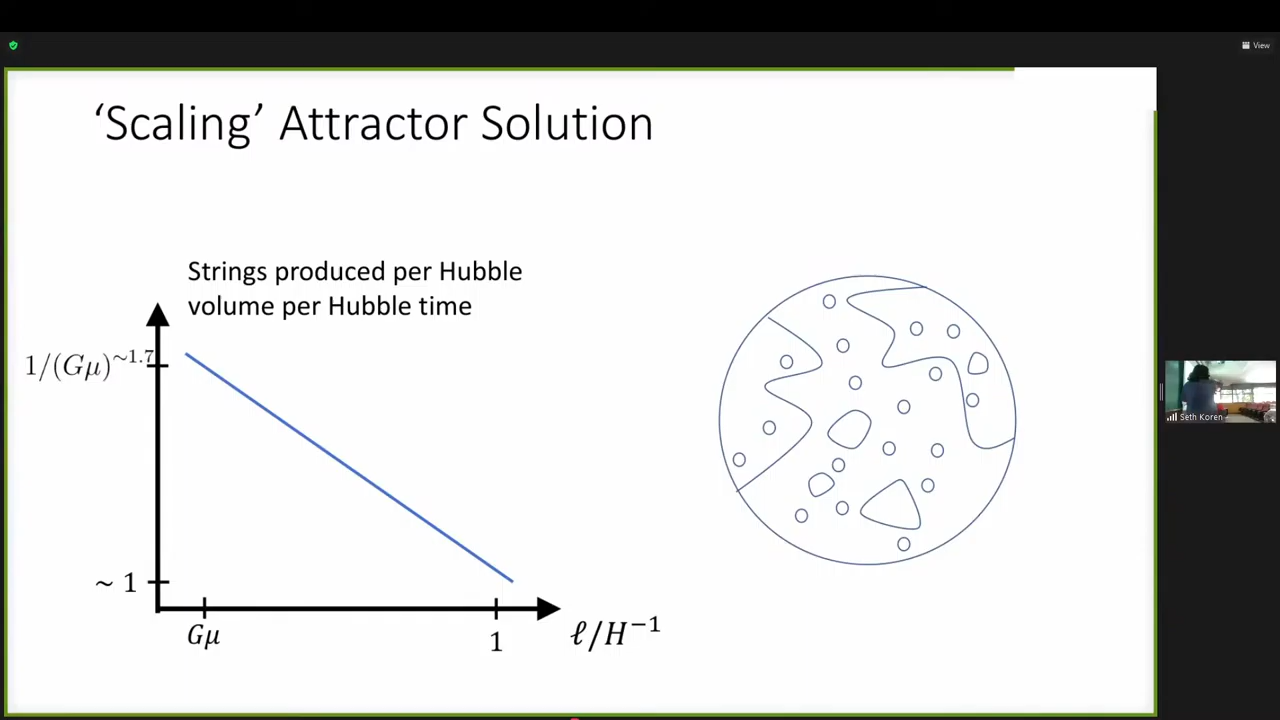 View
‘Scaling’ Attractor Solution
Strings produced per Hubble
volume per Hubble time
1/(Gμ)^∼1.7
∼ 1
Gμ
1
ℓ/H^−1
Seth Koren